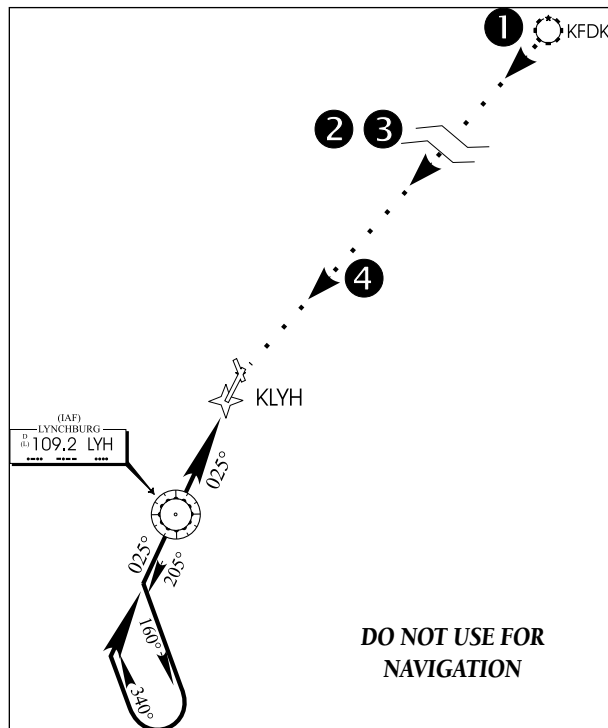 1 KFDK
2 3
4
KLYH
(IAF)
LYNCHBURG
D
(L) 109.2 LYH
025°
025°
205°
160°
340°
DO NOT USE FOR
NAVIGATION